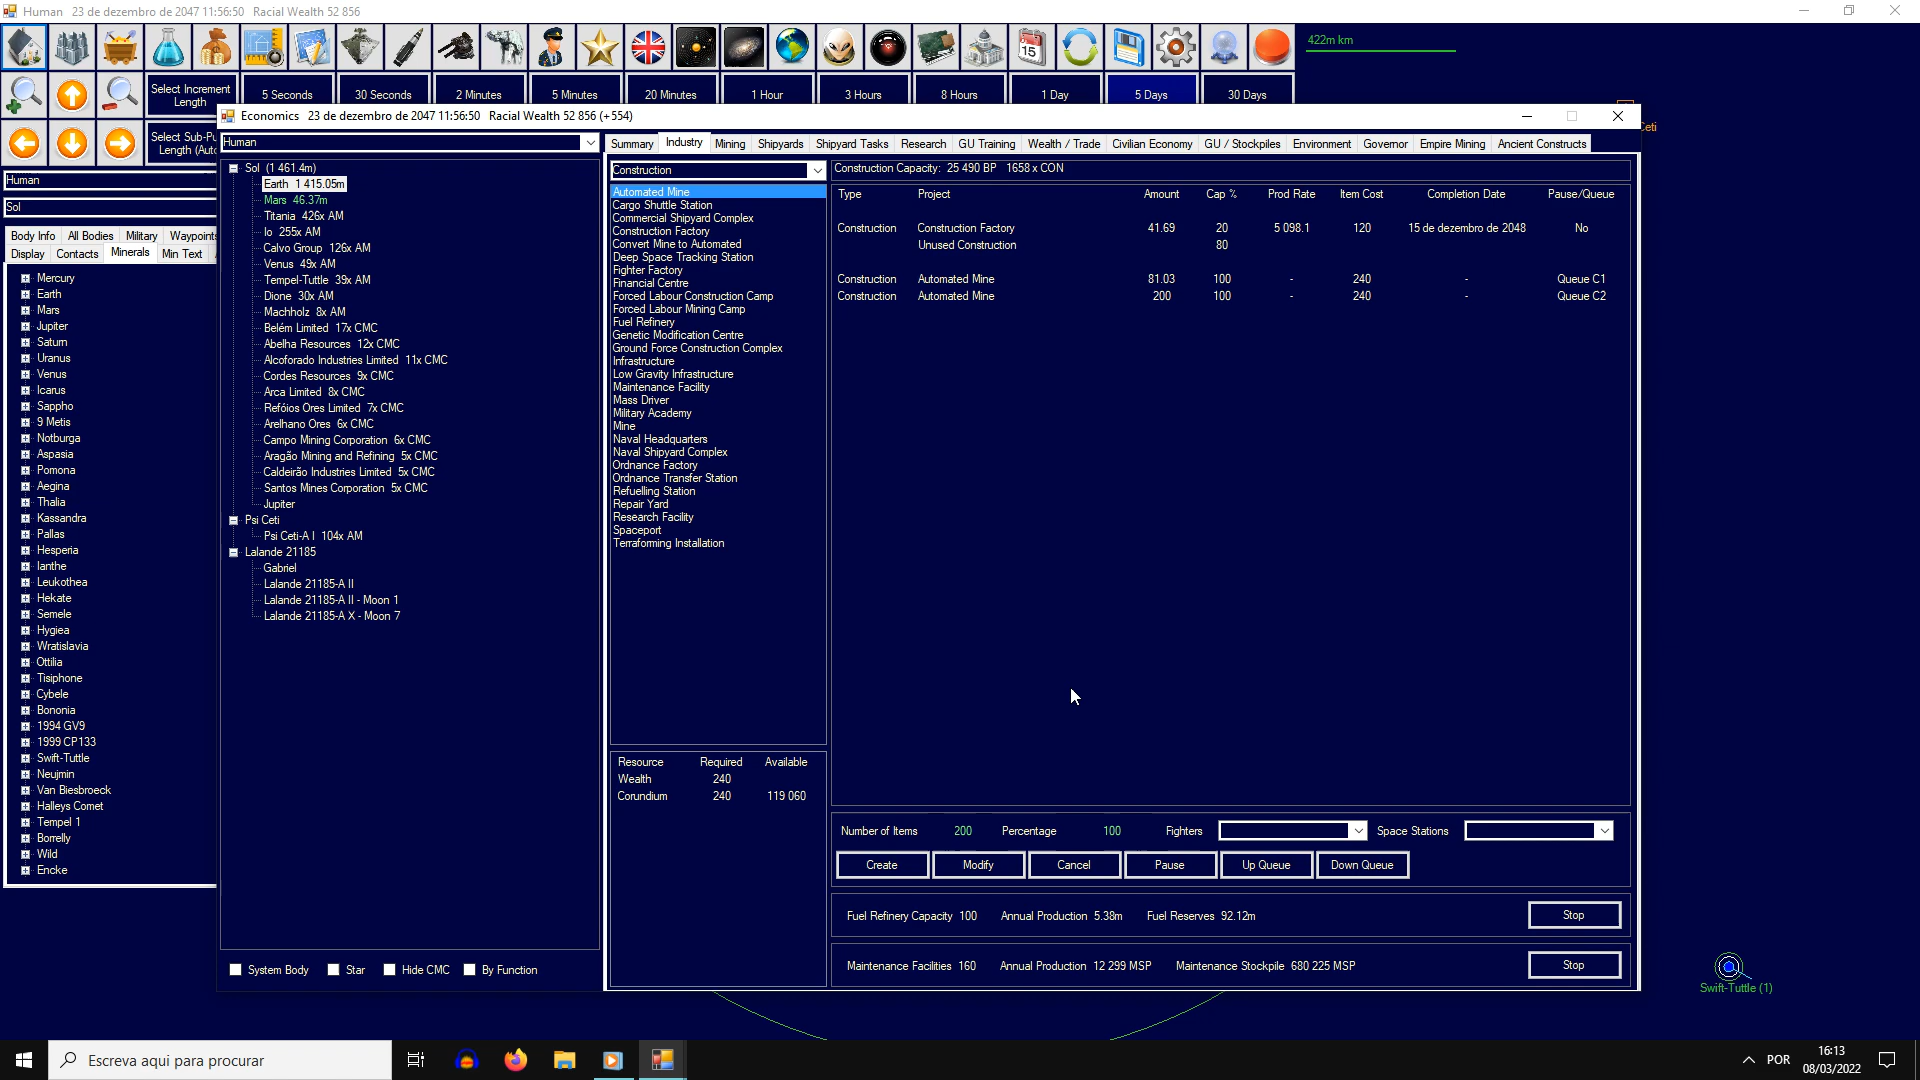 Human   23 de dezembro de 2047 11:56:50   Racial Wealth 52 856
422m km
Select Increment Length
5 Seconds
30 Seconds
2 Minutes
5 Minutes
20 Minutes
1 Hour
3 Hours
8 Hours
1 Day
5 Days
30 Days
Select Sub-Pu
Length (Auto
Human
Sol
Body Info   All Bodies   Military   Waypoints
Display   Contacts   Minerals   Min Text
Mercury
Earth
Mars
Jupiter
Saturn
Uranus
Venus
Icarus
Sappho
9 Metis
Notburga
Aspasia
Pomona
Aegina
Thalia
Kassandra
Pallas
Hesperia
Ianthe
Leukothea
Hekate
Semele
Hygiea
Wratislavia
Ottilia
Tisiphone
Cybele
Bononia
1994 GV9
1999 CP133
Swift-Tuttle
Neujmin
Van Biesbroeck
Halleys Comet
Tempel 1
Borrelly
Wild
Encke
Economics   23 de dezembro de 2047 11:56:50   Racial Wealth 52 856 (+554)
Human
Sol  (1 461.4m)
Earth  1 415.05m
Mars  46.37m
Titania  426x AM
Io  255x AM
Calvo Group  126x AM
Venus  49x AM
Tempel-Tuttle  39x AM
Dione  30x AM
Machholz  8x AM
Belém Limited  17x CMC
Abelha Resources  12x CMC
Alcoforado Industries Limited  11x CMC
Cordes Resources  9x CMC
Arca Limited  8x CMC
Refóios Ores Limited  7x CMC
Arelhano Ores  6x CMC
Campo Mining Corporation  6x CMC
Aragão Mining and Refining  5x CMC
Caldeirão Industries Limited  5x CMC
Santos Mines Corporation  5x CMC
Jupiter
Psi Ceti
Psi Ceti-A I  104x AM
Lalande 21185
Gabriel
Lalande 21185-A II
Lalande 21185-A II - Moon 1
Lalande 21185-A X - Moon 7
System Body   Star   Hide CMC   By Function
Summary   Industry   Mining   Shipyards   Shipyard Tasks   Research   GU Training   Wealth / Trade   Civilian Economy   GU / Stockpiles   Environment   Governor   Empire Mining   Ancient Constructs
Construction
Automated Mine
Cargo Shuttle Station
Commercial Shipyard Complex
Construction Factory
Convert Mine to Automated
Deep Space Tracking Station
Fighter Factory
Financial Centre
Forced Labour Construction Camp
Forced Labour Mining Camp
Fuel Refinery
Genetic Modification Centre
Ground Force Construction Complex
Infrastructure
Low Gravity Infrastructure
Maintenance Facility
Mass Driver
Military Academy
Mine
Naval Headquarters
Naval Shipyard Complex
Ordnance Factory
Ordnance Transfer Station
Refuelling Station
Repair Yard
Research Facility
Spaceport
Terraforming Installation
Resource   Required   Available
Wealth   240
Corundium   240   119 060
Construction Capacity:  25 490 BP   1658 x CON
Type   Project   Amount   Cap %   Prod Rate   Item Cost   Completion Date   Pause/Queue
Construction   Construction Factory   41.69   20   5 098.1   120   15 de dezembro de 2048   No
Unused Construction   80
Construction   Automated Mine   81.03   100   -   240   -   Queue C1
Construction   Automated Mine   200   100   -   240   -   Queue C2
Number of Items   200   Percentage   100   Fighters   Space Stations
Create   Modify   Cancel   Pause   Up Queue   Down Queue
Fuel Refinery Capacity  100   Annual Production  5.38m   Fuel Reserves  92.12m   Stop
Maintenance Facilities  160   Annual Production  12 299 MSP   Maintenance Stockpile  680 225 MSP   Stop
Ceti
Swift-Tuttle (1)
Escreva aqui para procurar
POR
16:13
08/03/2022